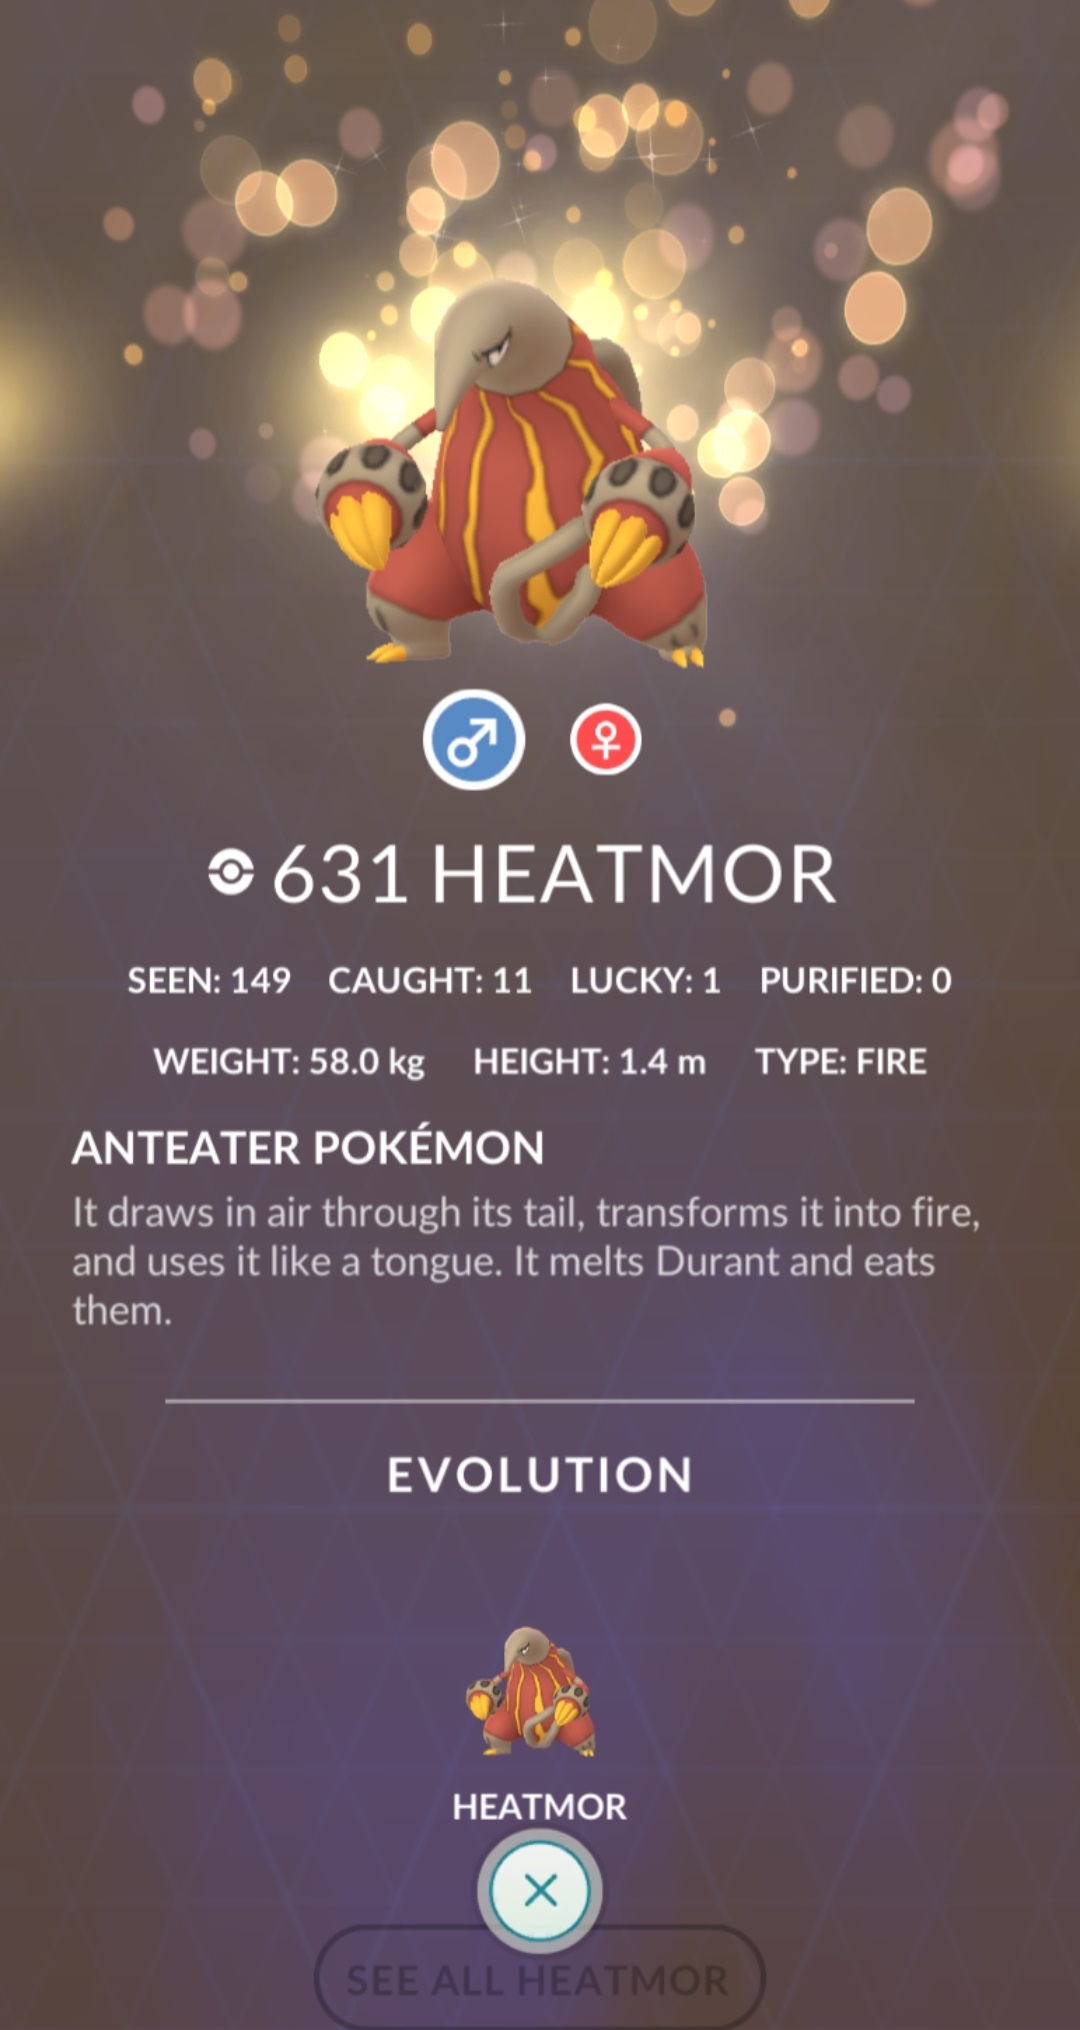 631 HEATMOR
SEEN: 149 CAUGHT: 11 LUCKY: 1 PURIFIED: 0
WEIGHT: 58.0 kg HEIGHT: 1.4 m TYPE: FIRE
ANTEATER POKÉMON
It draws in air through its tail, transforms it into fire,
and uses it like a tongue. It melts Durant and eats
them.
EVOLUTION
HEATMOR
SEE ALL HEATMOR